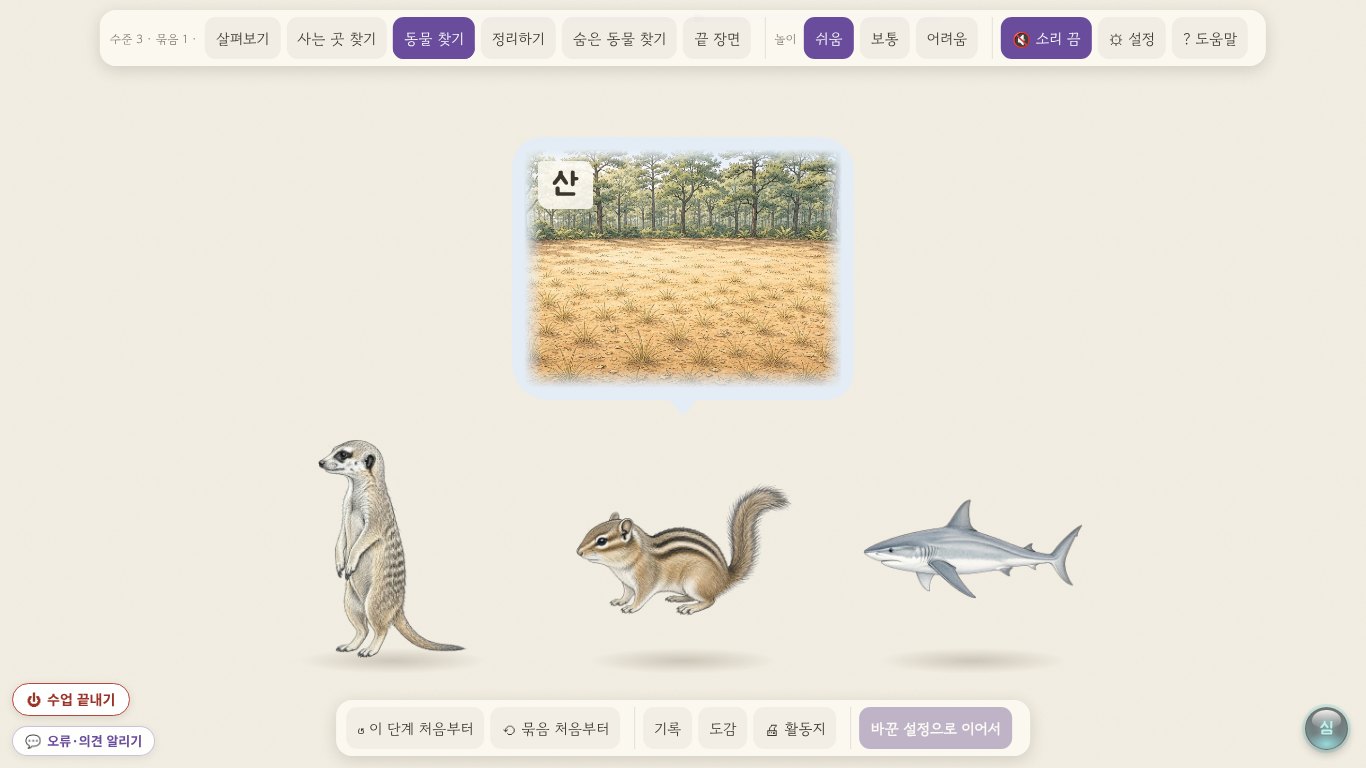 수준 3 · 묶음 1 · 살펴보기 사는 곳 찾기 동물 찾기 정리하기 숨은 동물 찾기 끝 장면 놀이 쉬움 보통 어려움 소리 끔 설정 ? 도움말
산
수업 끝내기
오류·의견 알리기
이 단계 처음부터 묶음 처음부터 기록 도감 활동지 바꾼 설정으로 이어서
심